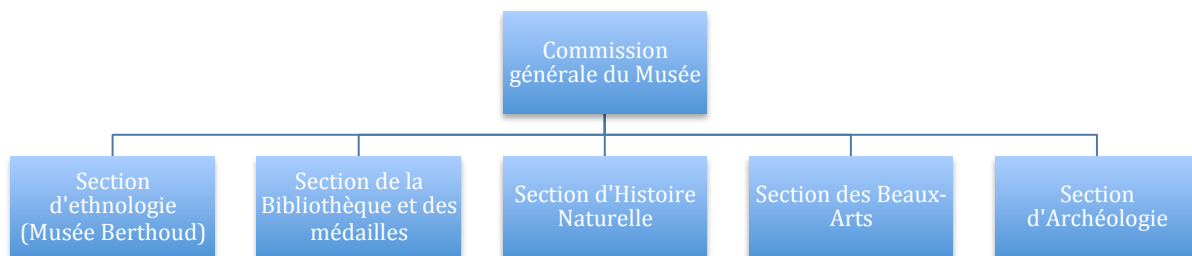 Commission
générale du Musée
Section
d'ethnologie
(Musée Berthoud)
Section de la
Bibliothèque et des
médailles
Section d'Histoire
Naturelle
Section des Beaux-
Arts
Section
d'Archéologie